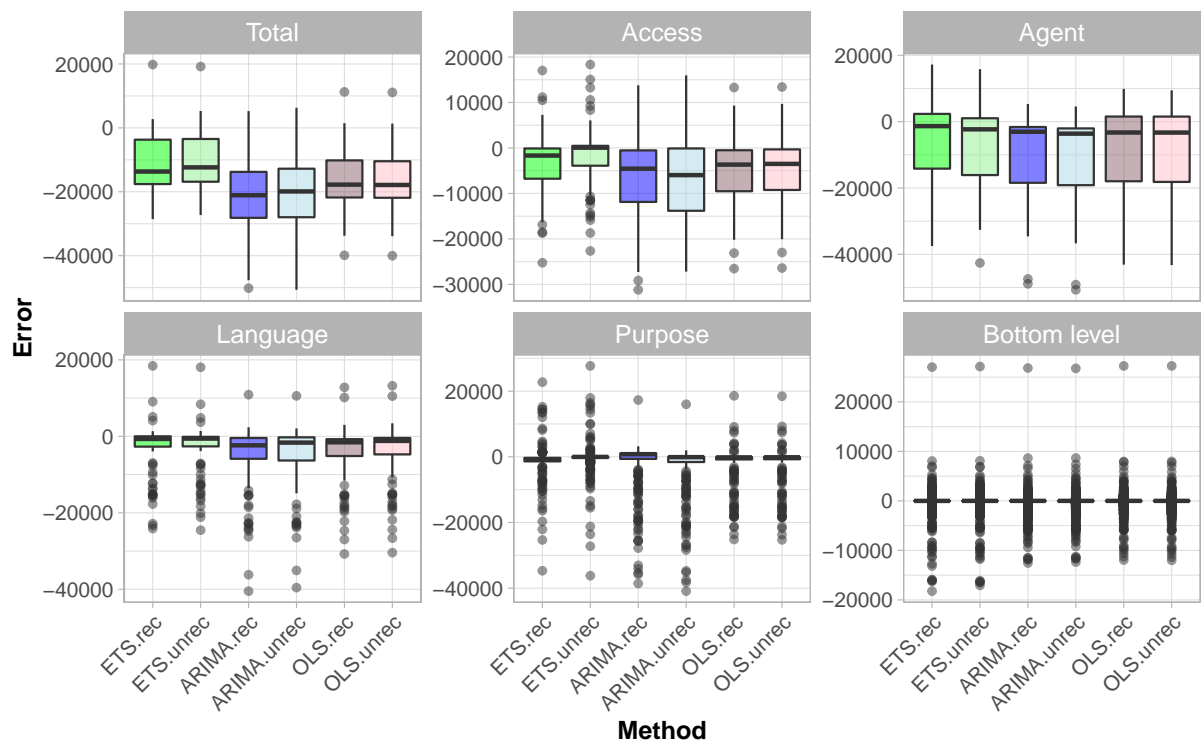 Total
Access
Agent
20000
0
−20000
−40000
20000
10000
0
−10000
−20000
−30000
20000
0
−20000
−40000
Error
Language
Purpose
Bottom level
20000
0
−20000
−40000
20000
0
−20000
−40000
20000
10000
0
−10000
−20000
ETS.rec
ETS.unrec
ARIMA.rec
ARIMA.unrec
OLS.rec
OLS.unrec
ETS.rec
ETS.unrec
ARIMA.rec
ARIMA.unrec
OLS.rec
OLS.unrec
ETS.rec
ETS.unrec
ARIMA.rec
ARIMA.unrec
OLS.rec
OLS.unrec
Method